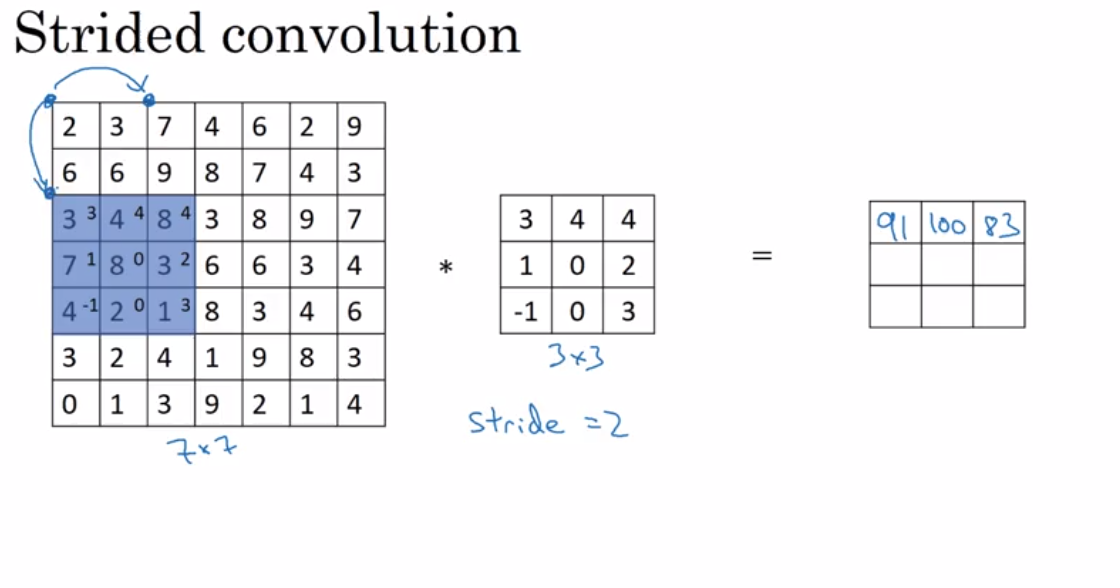 Strided convolution
2 3 7 4 6 2 9
6 6 9 8 7 4 3
3 3 4 4 8 4 3 8 9 7
7 1 8 0 3 2 6 6 3 4
4 -1 2 0 1 3 8 3 4 6
3 2 4 1 9 8 3
0 1 3 9 2 1 4
7×7
*
3 4 4
1 0 2
-1 0 3
3×3
stride = 2
=
91 100 83